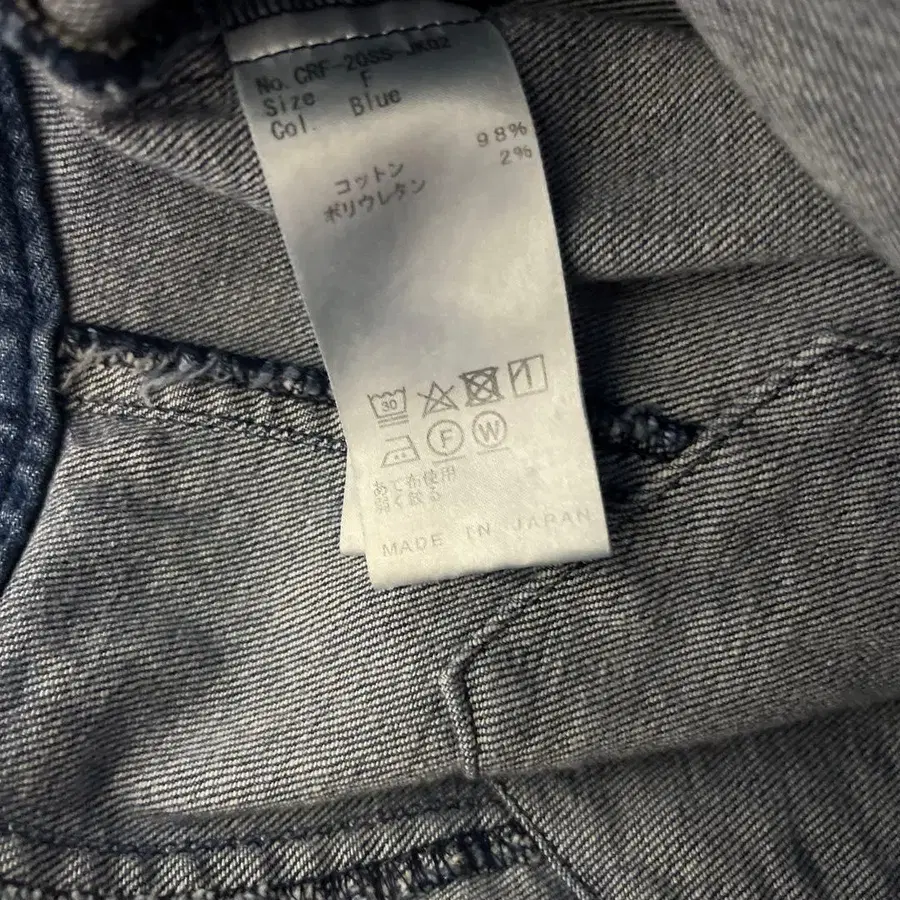 No. CRF-20SS-JK02
Size F
Col. Blue
コットン 98%
ポリウレタン 2%
30
F W
あて布使用
弱く絞る
MADE IN JAPAN